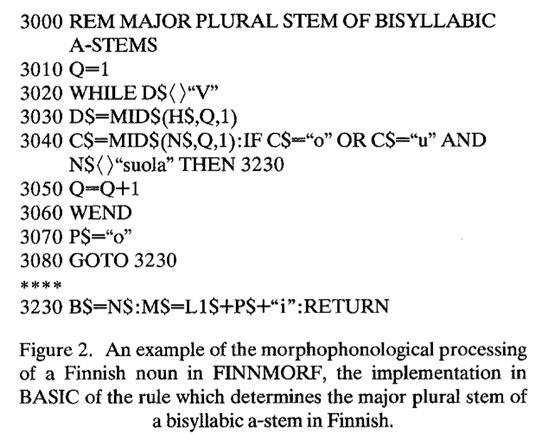 3000 REM MAJOR PLURAL STEM OF BISYLLABIC
A-STEMS
3010 Q=1
3020 WHILE D$⟨⟩“V”
3030 D$=MID$(H$,Q,1)
3040 C$=MID$(N$,Q,1):IF C$=“o” OR C$=“u” AND
N$⟨⟩“suola” THEN 3230
3050 Q=Q+1
3060 WEND
3070 P$=“o”
3080 GOTO 3230
****
3230 B$=N$:M$=L1$+P$+“i”:RETURN
Figure 2. An example of the morphophonological processing
of a Finnish noun in FINNMORF, the implementation in
BASIC of the rule which determines the major plural stem of
a bisyllabic a-stem in Finnish.